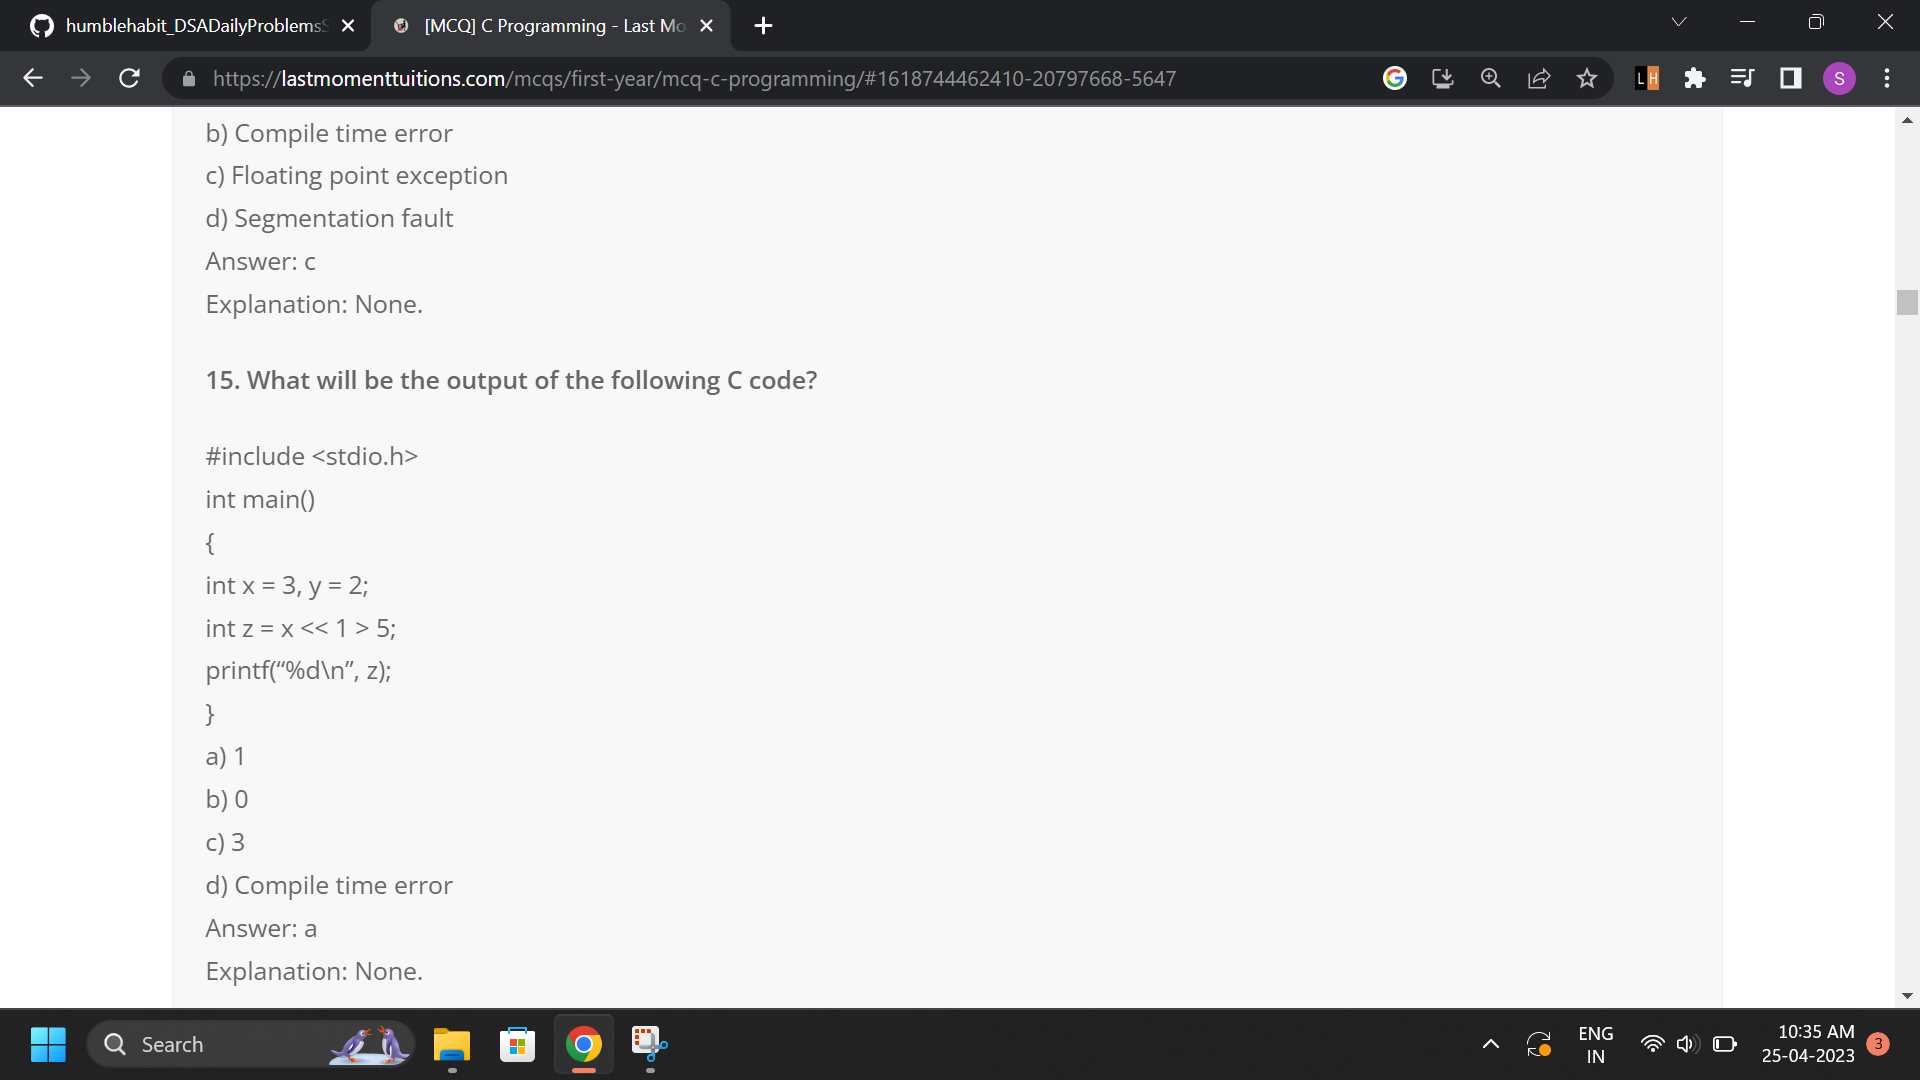 humblehabit_DSADailyProblemsS
[MCQ] C Programming - Last Mo
https://lastmomenttuitions.com/mcqs/first-year/mcq-c-programming/#1618744462410-20797668-5647
LH
S
b) Compile time error
c) Floating point exception
d) Segmentation fault
Answer: c
Explanation: None.
15. What will be the output of the following C code?
#include <stdio.h>
int main()
{
int x = 3, y = 2;
int z = x << 1 > 5;
printf(“%d\n”, z);
}
a) 1
b) 0
c) 3
d) Compile time error
Answer: a
Explanation: None.
Search
ENG
IN
10:35 AM
25-04-2023
3